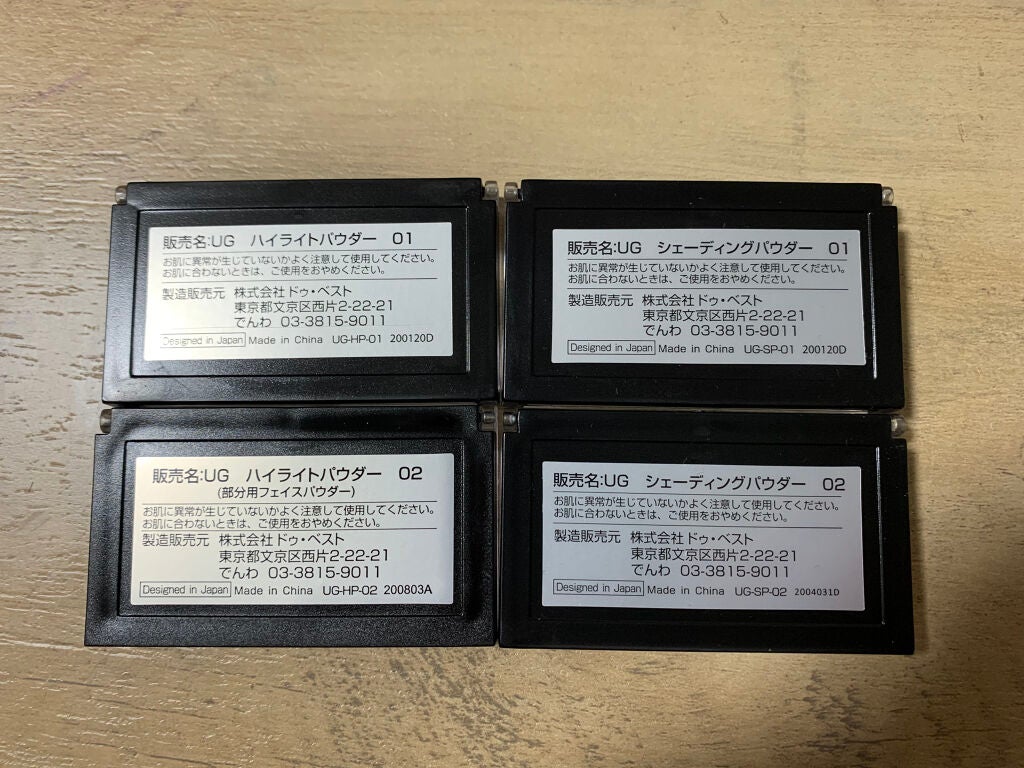 販売名:UG ハイライトパウダー 01
お肌に異常が生じていないかよく注意して使用してください。
お肌に合わないときは、ご使用をおやめください。
製造販売元 株式会社 ドゥ・ベスト
東京都文京区西片2-22-21
でんわ 03-3815-9011
Designed in Japan Made in China UG-HP-01 200120D
販売名:UG シェーディングパウダー 01
お肌に異常が生じていないかよく注意して使用してください。
お肌に合わないときは、ご使用をおやめください。
製造販売元 株式会社 ドゥ・ベスト
東京都文京区西片2-22-21
でんわ 03-3815-9011
Designed in Japan Made in China UG-SP-01 200120D
販売名:UG ハイライトパウダー 02
(部分用フェイスパウダー)
お肌に異常が生じていないかよく注意して使用してください。
お肌に合わないときは、ご使用をおやめください。
製造販売元 株式会社 ドゥ・ベスト
東京都文京区西片2-22-21
でんわ 03-3815-9011
Designed in Japan Made in China UG-HP-02 200803A
販売名:UG シェーディングパウダー 02
お肌に異常が生じていないかよく注意して使用してください。
お肌に合わないときは、ご使用をおやめください。
製造販売元 株式会社 ドゥ・ベスト
東京都文京区西片2-22-21
でんわ 03-3815-9011
Designed in Japan Made in China UG-SP-02 2004031D